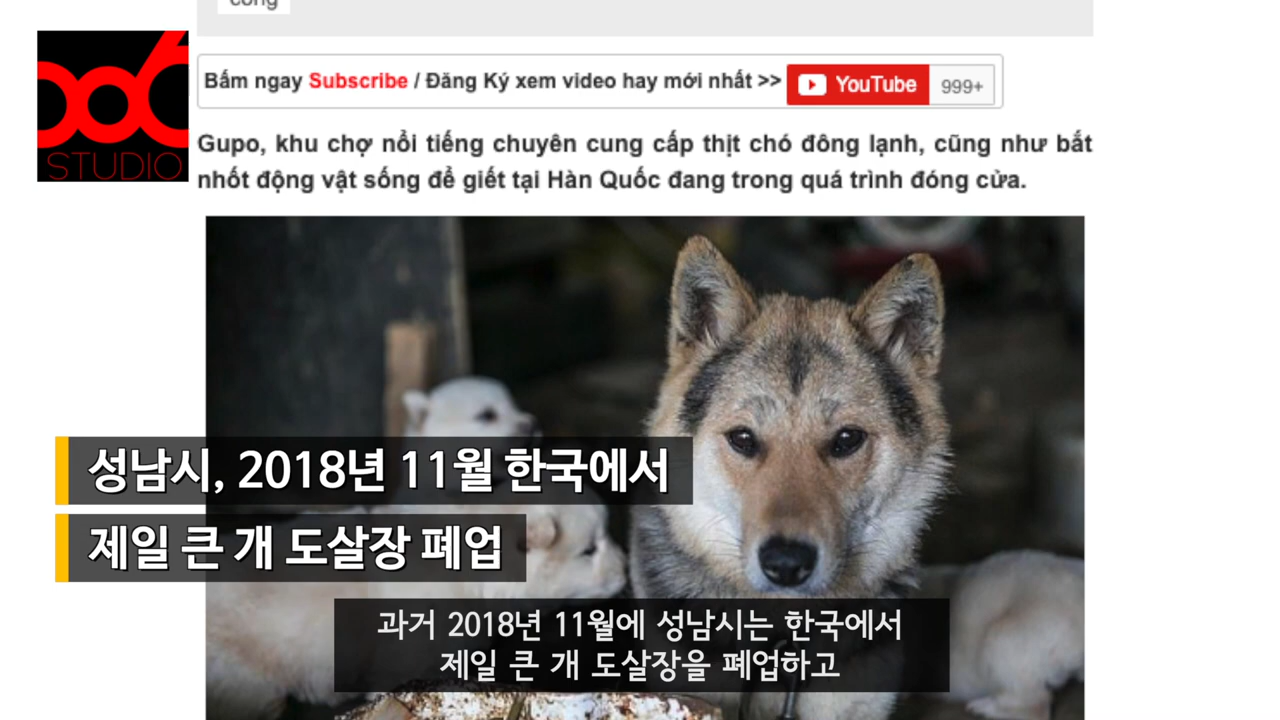 cong
Bấm ngay Subscribe / Đăng Ký xem video hay mới nhất >> YouTube 999+
STUDIO
Gupo, khu chợ nổi tiếng chuyên cung cấp thịt chó đông lạnh, cũng như bắt
nhốt động vật sống để giết tại Hàn Quốc đang trong quá trình đóng cửa.
성남시, 2018년 11월 한국에서
제일 큰 개 도살장 폐업
과거 2018년 11월에 성남시는 한국에서
제일 큰 개 도살장을 폐업하고